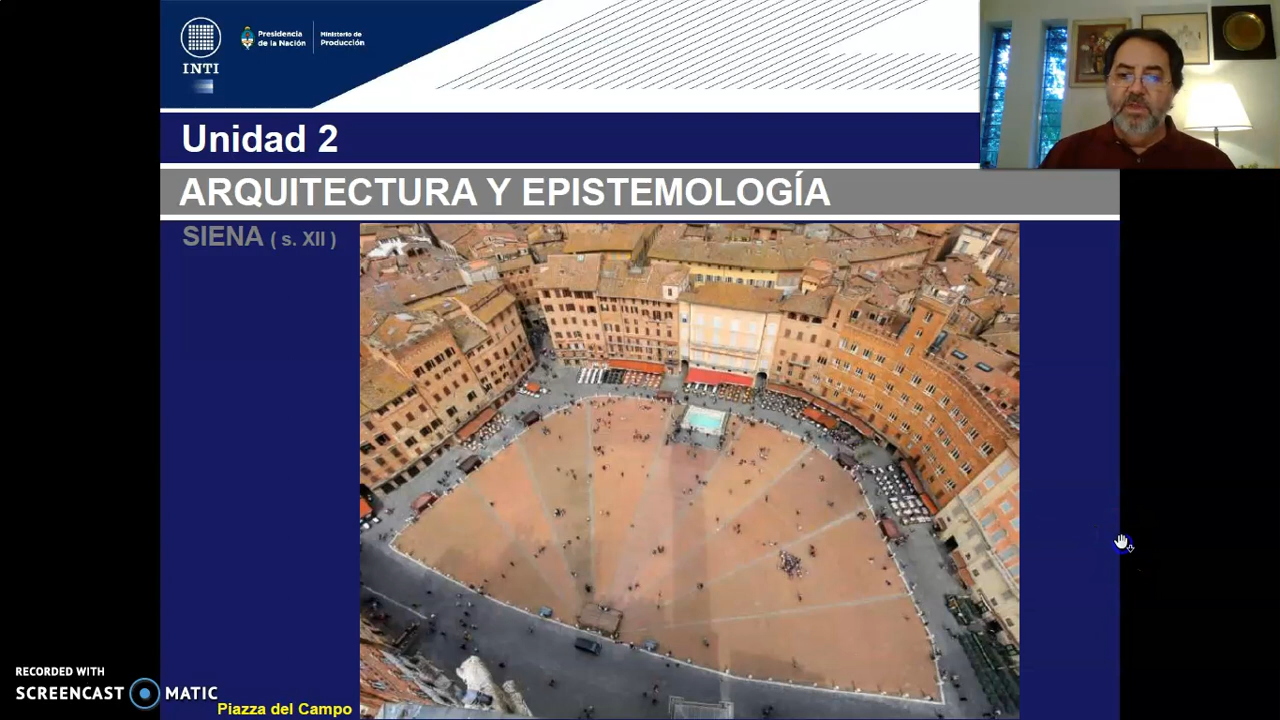 INTI
Presidencia
de la Nación
Ministerio de
Producción
Unidad 2
ARQUITECTURA Y EPISTEMOLOGÍA
SIENA ( s. XII )
RECORDED WITH
SCREENCAST MATIC
Piazza del Campo